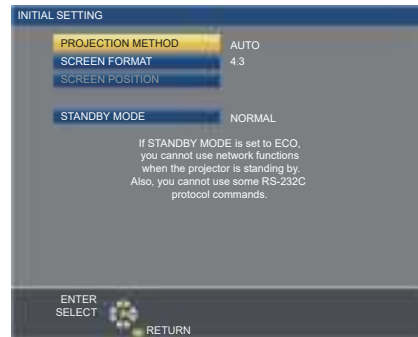 INITIAL SETTING
PROJECTION METHOD AUTO
SCREEN FORMAT 4.3
SCREEN POSITION
STANDBY MODE NORMAL
If STANDBY MODE is set to ECO,
you cannot use network functions
when the projector is standing by.
Also, you cannot use some RS-232C
protocol commands.
ENTER
SELECT
RETURN